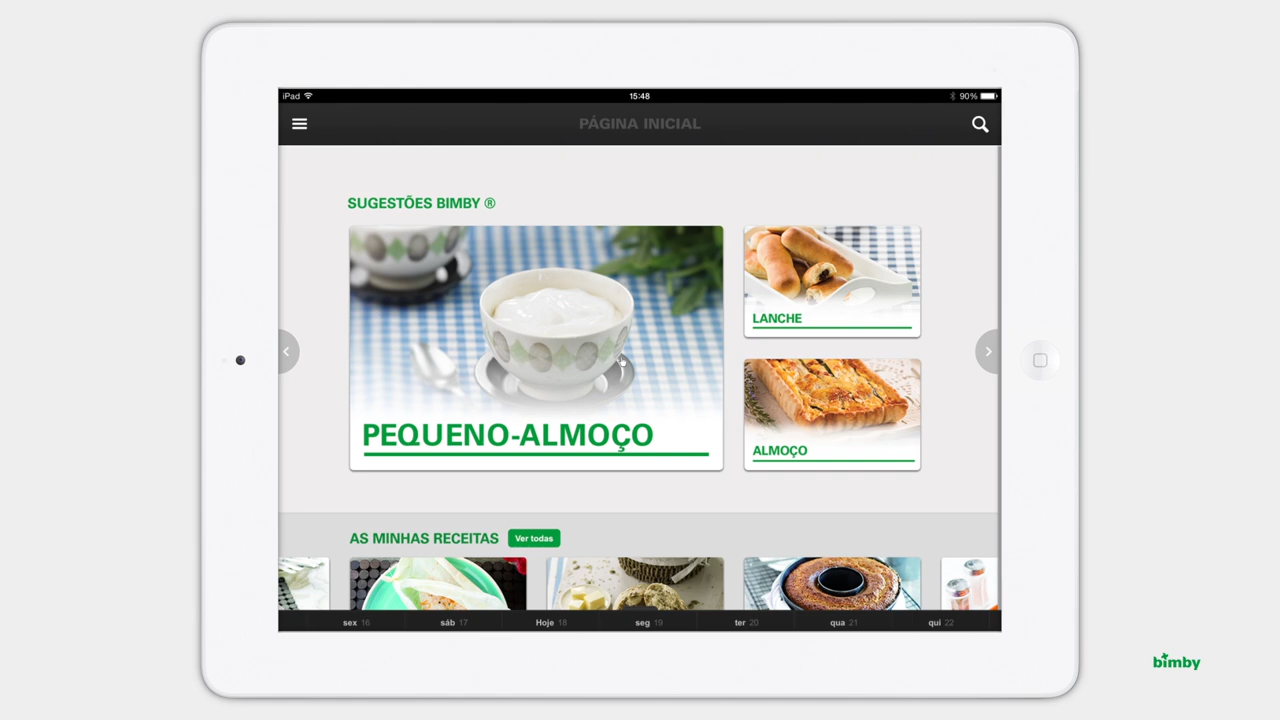 iPad 15:48 90%
PÁGINA INICIAL
SUGESTÕES BIMBY ®
PEQUENO-ALMOÇO
LANCHE
ALMOÇO
AS MINHAS RECEITAS Ver todas
sex 16 sáb 17 Hoje 18 seg 19 ter 20 qua 21 qui 22
bimby